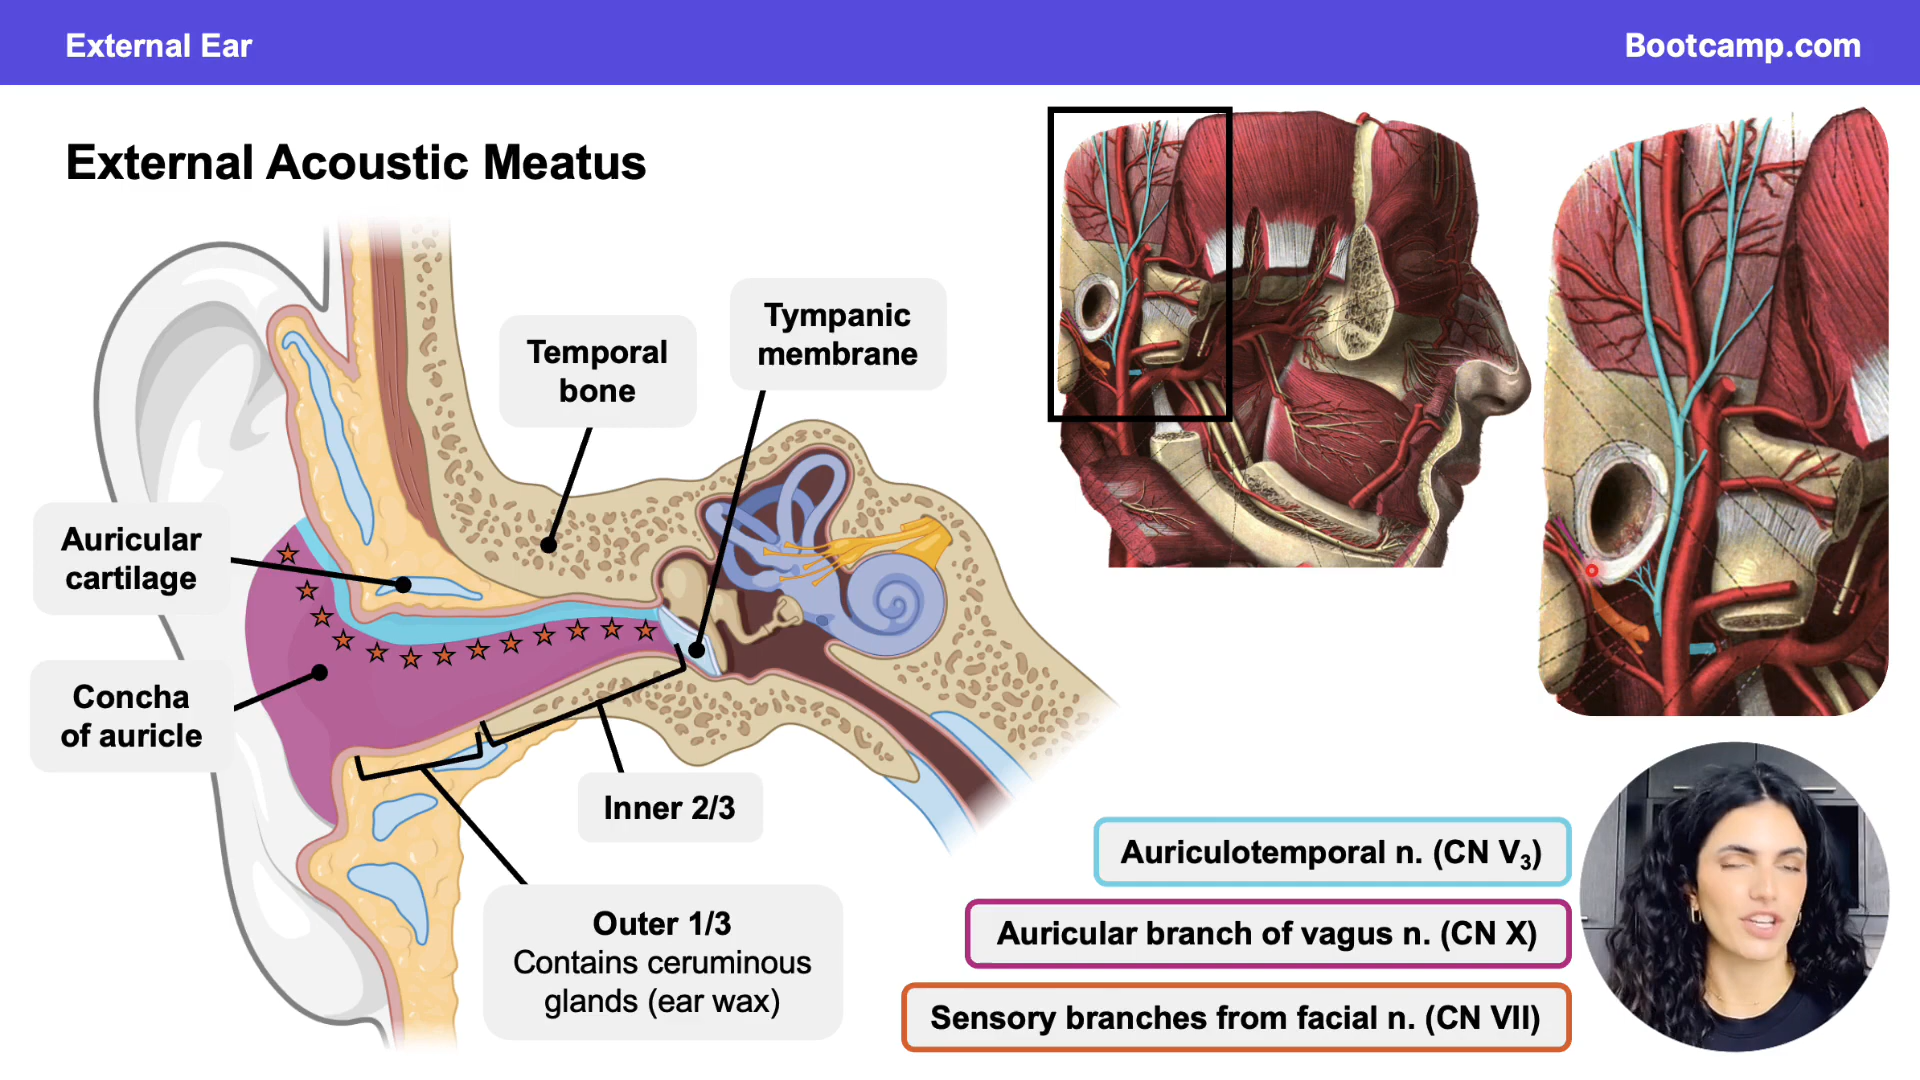 External Ear
Bootcamp.com
External Acoustic Meatus
Tympanic
membrane
Temporal
bone
Auricular
cartilage
Concha
of auricle
Inner 2/3
Outer 1/3
Contains ceruminous
glands (ear wax)
Auriculotemporal n. (CN V₃)
Auricular branch of vagus n. (CN X)
Sensory branches from facial n. (CN VII)